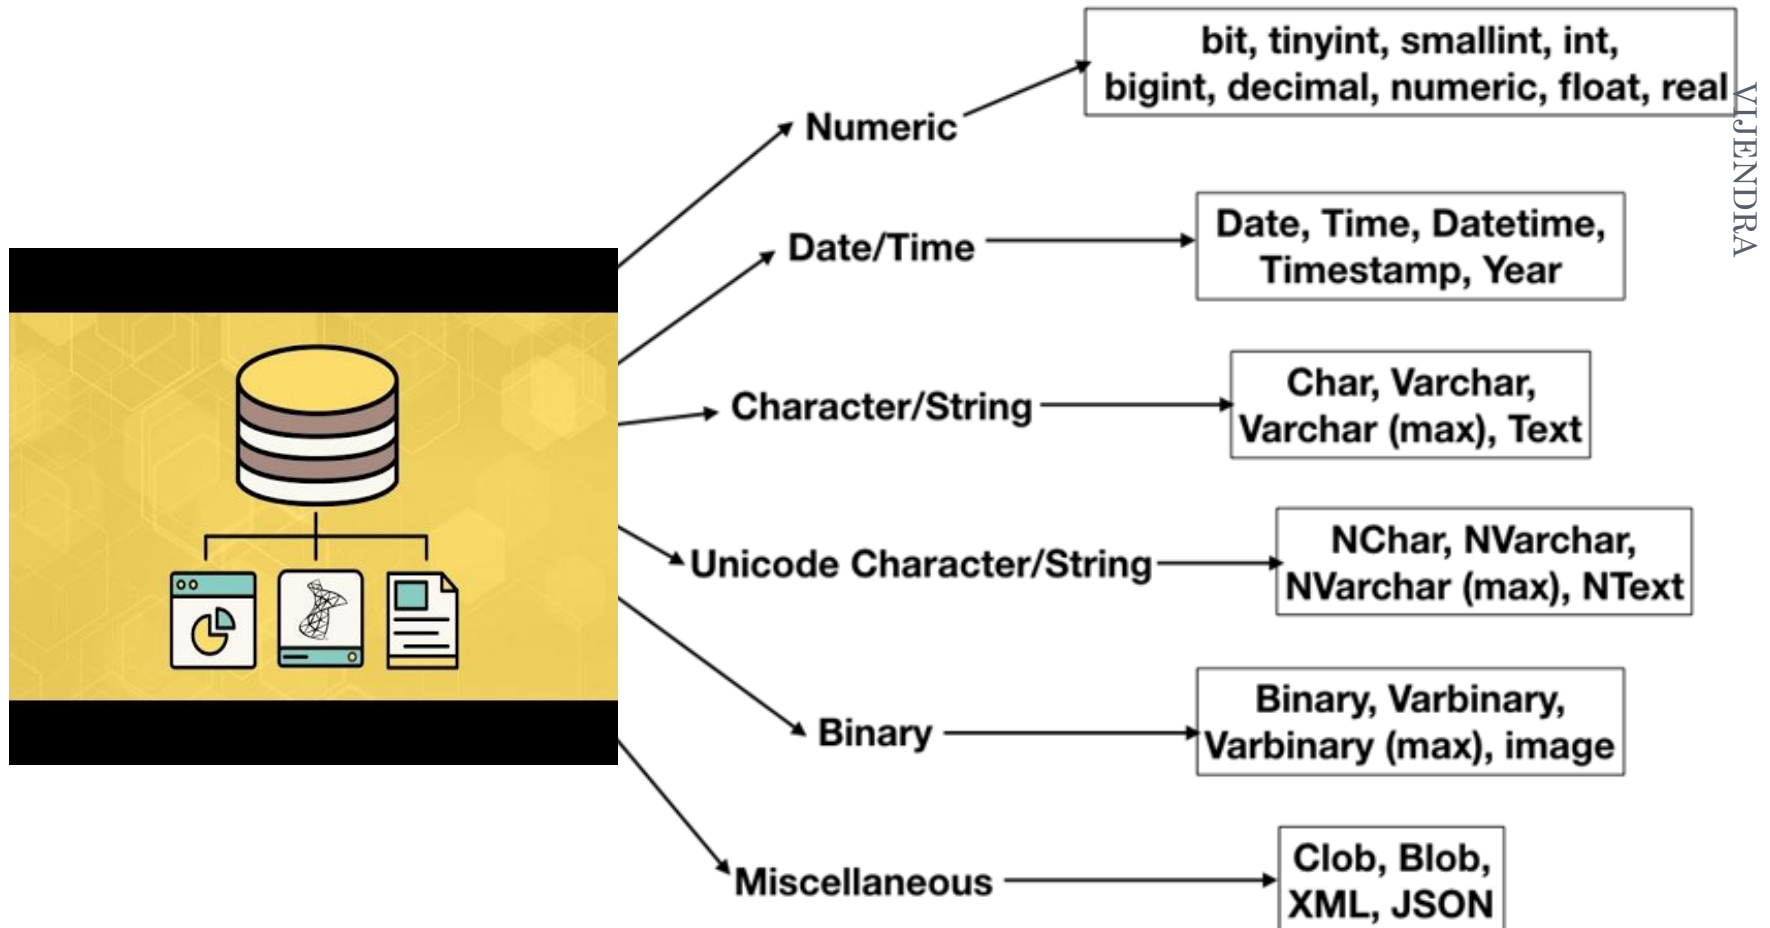 Numeric
bit, tinyint, smallint, int,
bigint, decimal, numeric, float, real
Date/Time
Date, Time, Datetime,
Timestamp, Year
Character/String
Char, Varchar,
Varchar (max), Text
Unicode Character/String
NChar, NVarchar,
NVarchar (max), NText
Binary
Binary, Varbinary,
Varbinary (max), image
Miscellaneous
Clob, Blob,
XML, JSON
VIJENDRA